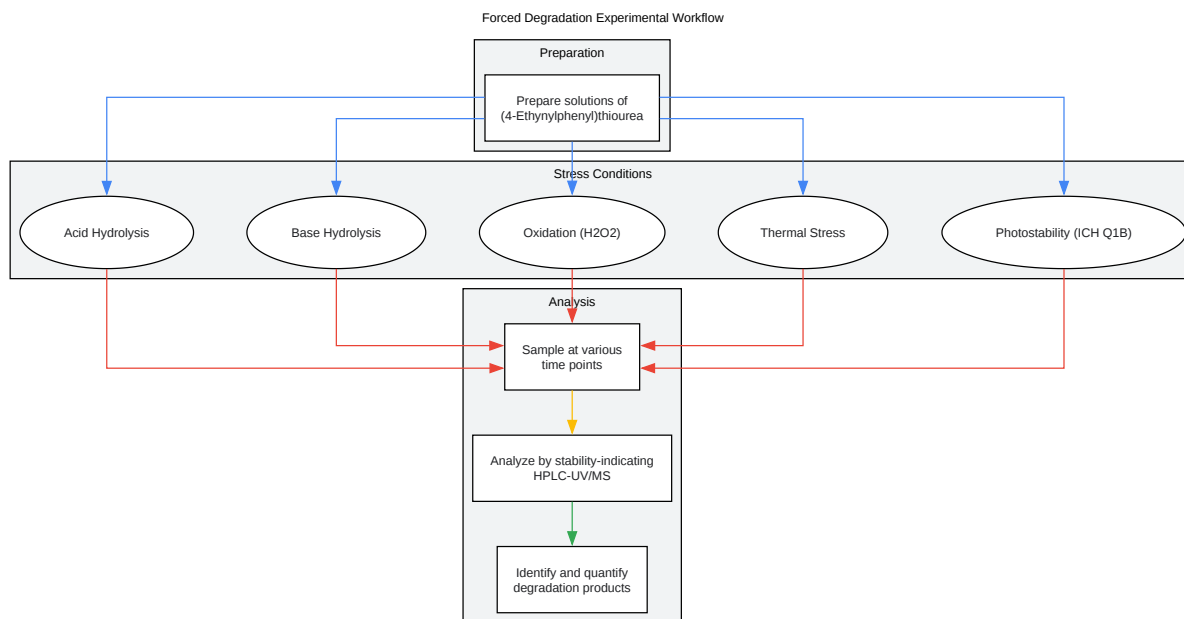 Forced Degradation Experimental Workflow
Preparation
Prepare solutions of
(4-Ethynylphenyl)thiourea
Stress Conditions
Acid Hydrolysis
Base Hydrolysis
Oxidation (H2O2)
Thermal Stress
Photostability (ICH Q1B)
Analysis
Sample at various
time points
Analyze by stability-indicating
HPLC-UV/MS
Identify and quantify
degradation products